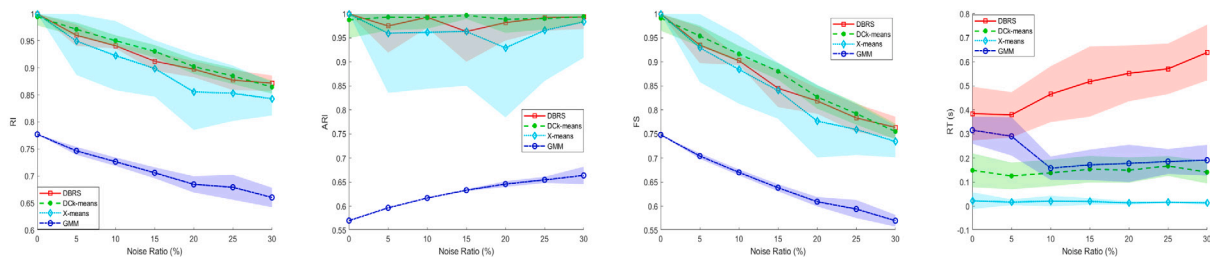 1
0.95
0.9
0.85
0.8
0.75
0.7
0.65
0.6
RI
0 5 10 15 20 25 30
Noise Ratio (%)
DBRS
DCk-means
X-means
GMM
1
0.95
0.9
0.85
0.8
0.75
0.7
0.65
0.6
0.55
ARI
0 5 10 15 20 25 30
Noise Ratio (%)
DBRS
DCk-means
X-means
GMM
1
0.95
0.9
0.85
0.8
0.75
0.7
0.65
0.6
0.55
FS
0 5 10 15 20 25 30
Noise Ratio (%)
DBRS
DCk-means
X-means
GMM
0.8
0.7
0.6
0.5
0.4
0.3
0.2
0.1
0
-0.1
RT (s)
0 5 10 15 20 25 30
Noise Ratio (%)
DBRS
DCk-means
X-means
GMM